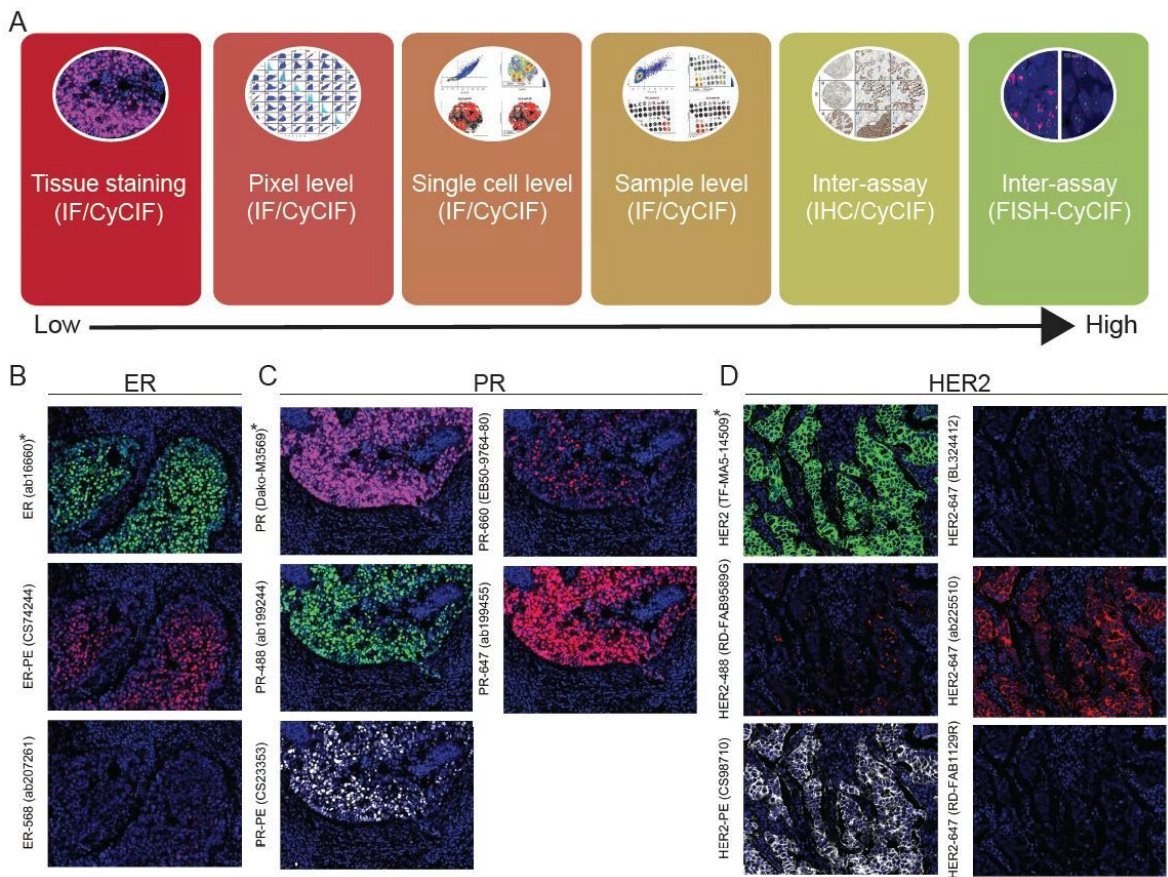 A
Tissue staining
(IF/CyCIF)
Pixel level
(IF/CyCIF)
Single cell level
(IF/CyCIF)
Sample level
(IF/CyCIF)
Inter-assay
(IHC/CyCIF)
Inter-assay
(FISH-CyCIF)
Low
High
B
ER
ER (ab16660)*
ER-PE (CS74244)
ER-568 (ab207261)
C
PR
PR (Dako-M3569)*
PR-660 (EB50-9764-80)
PR-488 (ab199244)
PR-647 (ab199455)
PR-PE (CS23353)
D
HER2
HER2 (TF-MA5-14509)*
HER2-647 (BL324412)
HER2-488 (RD-FAB9589G)
HER2-647 (ab225510)
HER2-PE (CS98710)
HER2-647 (RD-FAB1129R)